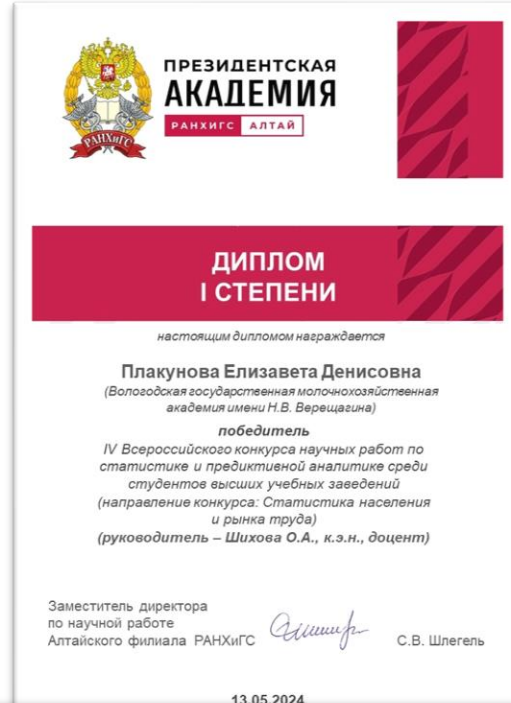 ПРЕЗИДЕНТСКАЯ
АКАДЕМИЯ
РАНХИГС АЛТАЙ
РАНХиГС
ДИПЛОМ
I СТЕПЕНИ
настоящим дипломом награждается
Плакунова Елизавета Денисовна
(Вологодская государственная молочнохозяйственная
академия имени Н.В. Верещагина)
победитель
IV Всероссийского конкурса научных работ по
статистике и предиктивной аналитике среди
студентов высших учебных заведений
(направление конкурса: Статистика населения
и рынка труда)
(руководитель – Шихова О.А., к.э.н., доцент)
Заместитель директора
по научной работе
Алтайского филиала РАНХиГС
С.В. Шлегель
13.05.2024